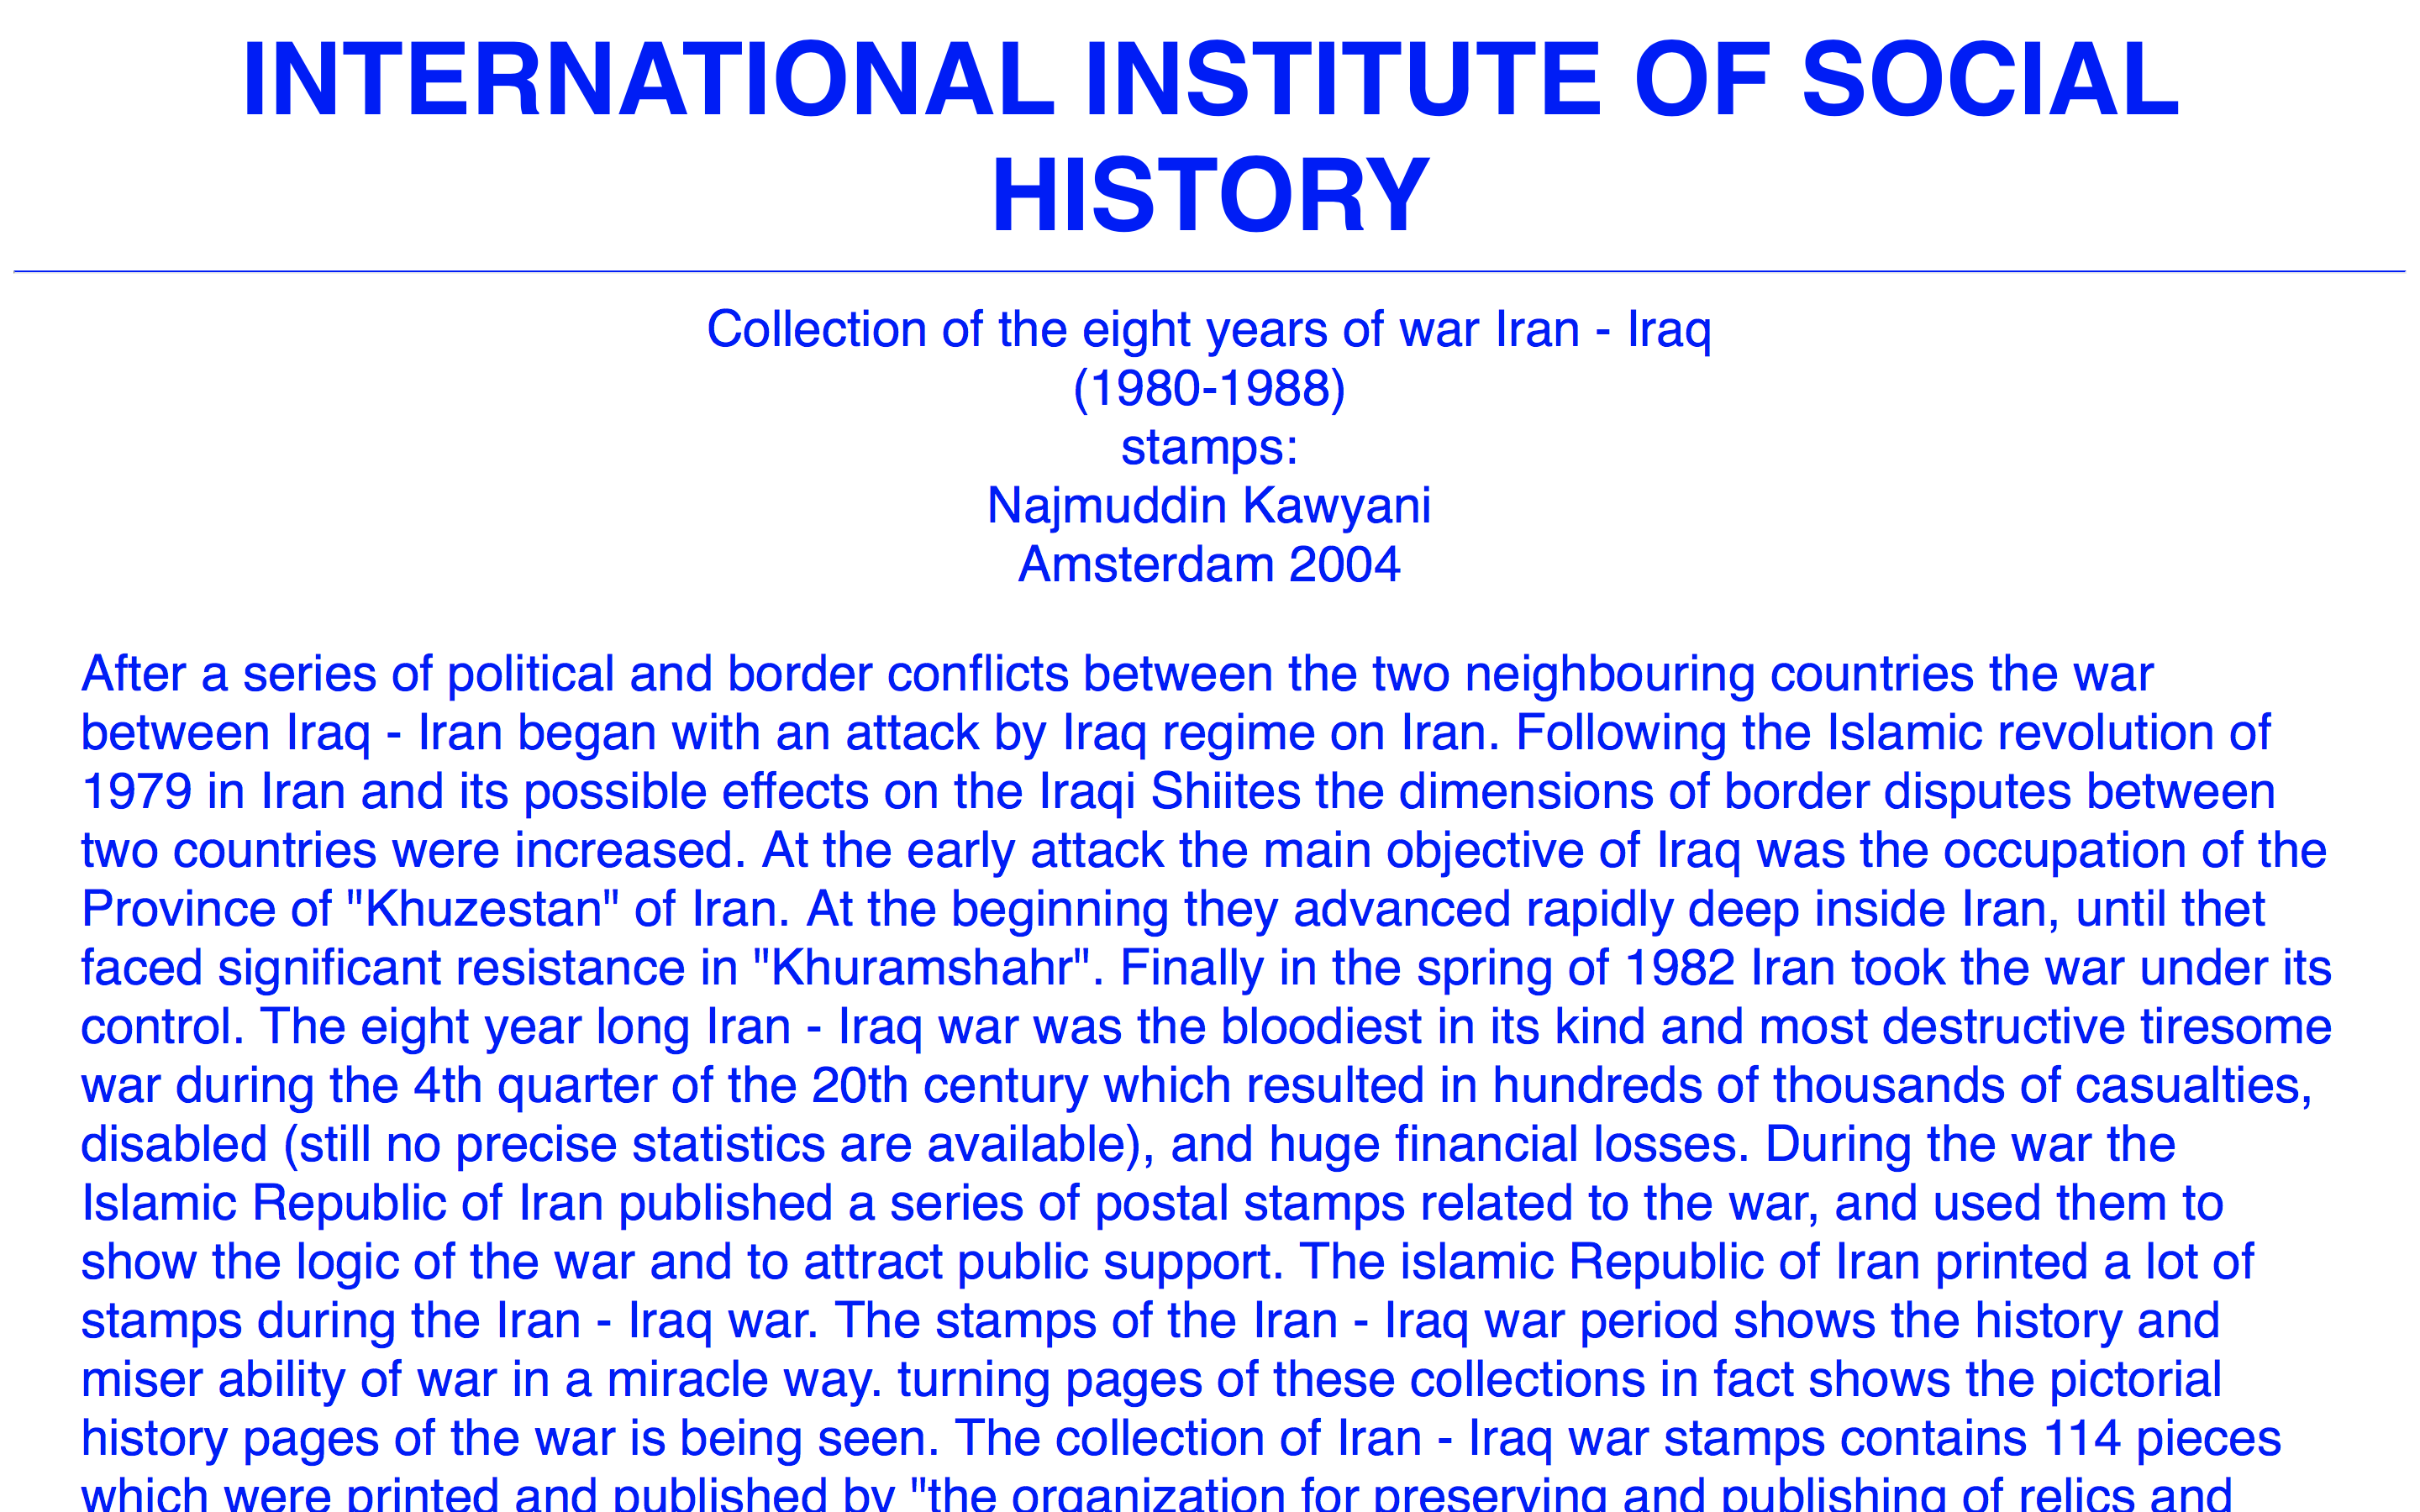 INTERNATIONAL INSTITUTE OF SOCIAL
HISTORY
Collection of the eight years of war Iran - Iraq
(1980-1988)
stamps:
Najmuddin Kawyani
Amsterdam 2004
After a series of political and border conflicts between the two neighbouring countries the war
between Iraq - Iran began with an attack by Iraq regime on Iran. Following the Islamic revolution of
1979 in Iran and its possible effects on the Iraqi Shiites the dimensions of border disputes between
two countries were increased. At the early attack the main objective of Iraq was the occupation of the
Province of "Khuzestan" of Iran. At the beginning they advanced rapidly deep inside Iran, until thet
faced significant resistance in "Khuramshahr". Finally in the spring of 1982 Iran took the war under its
control. The eight year long Iran - Iraq war was the bloodiest in its kind and most destructive tiresome
war during the 4th quarter of the 20th century which resulted in hundreds of thousands of casualties,
disabled (still no precise statistics are available), and huge financial losses. During the war the
Islamic Republic of Iran published a series of postal stamps related to the war, and used them to
show the logic of the war and to attract public support. The islamic Republic of Iran printed a lot of
stamps during the Iran - Iraq war. The stamps of the Iran - Iraq war period shows the history and
miser ability of war in a miracle way. turning pages of these collections in fact shows the pictorial
history pages of the war is being seen. The collection of Iran - Iraq war stamps contains 114 pieces
which were printed and published by "the organization for preserving and publishing of relics and